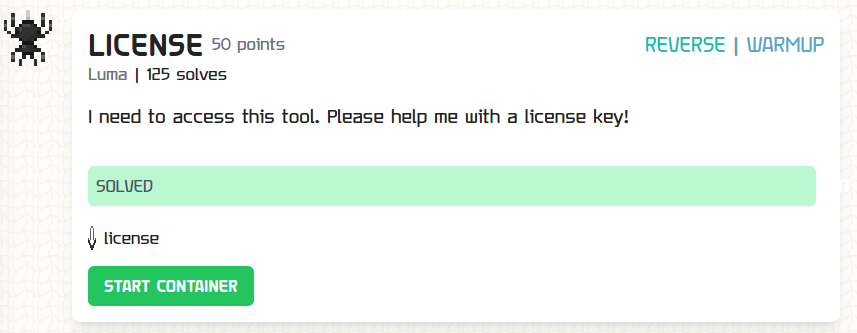 LICENSE 50 points REVERSE | WARMUP
Luma | 125 solves
I need to access this tool. Please help me with a license key!
SOLVED
license
START CONTAINER